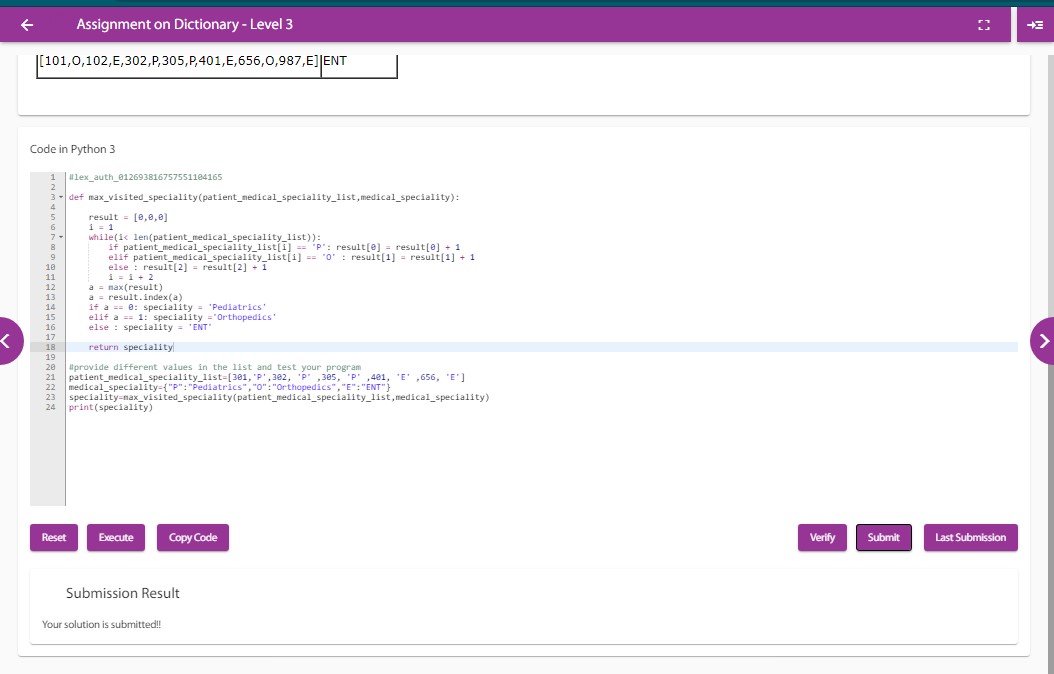 Assignment on Dictionary - Level 3
[101,O,102,E,302,P,305,P,401,E,656,O,987,E] ENT
Code in Python 3
1 #lex_auth_012693816757551104165
2
3 def max_visited_speciality(patient_medical_speciality_list,medical_speciality):
4
5 result = [0,0,0]
6 i = 1
7 while(i< len(patient_medical_speciality_list)):
8 if patient_medical_speciality_list[i] == 'P': result[0] = result[0] + 1
9 elif patient_medical_speciality_list[i] == 'O' : result[1] = result[1] + 1
10 else : result[2] = result[2] + 1
11 i = i + 2
12 a = max(result)
13 a = result.index(a)
14 if a == 0: speciality = 'Pediatrics'
15 elif a == 1: speciality ='Orthopedics'
16 else : speciality = 'ENT'
17
18 return speciality
19
20 #provide different values in the list and test your program
21 patient_medical_speciality_list=[301,'P',302, 'P' ,305, 'P' ,401, 'E' ,656, 'E']
22 medical_speciality={"P":"Pediatrics","O":"Orthopedics","E":"ENT"}
23 speciality=max_visited_speciality(patient_medical_speciality_list,medical_speciality)
24 print(speciality)
Reset Execute Copy Code Verify Submit Last Submission
Submission Result
Your solution is submitted!!